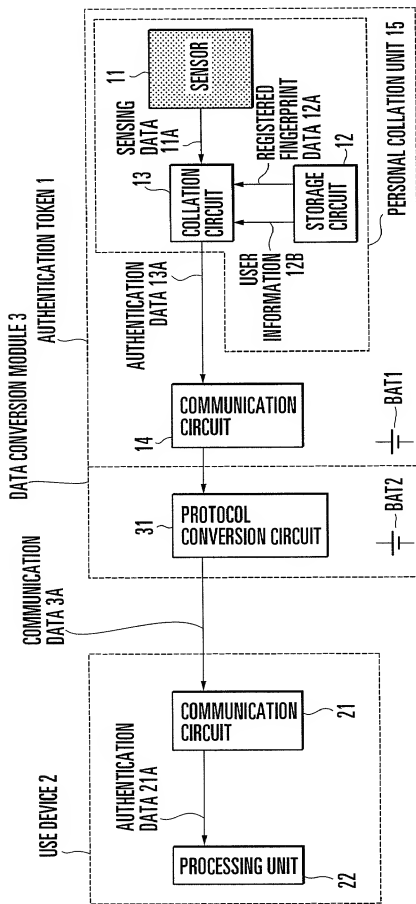 USE DEVICE 2
COMMUNICATION
DATA 3A
DATA CONVERSION MODULE 3
AUTHENTICATION TOKEN 1
AUTHENTICATION
DATA 21A
PROCESSING UNIT
22
COMMUNICATION
CIRCUIT
21
31
PROTOCOL
CONVERSION CIRCUIT
BAT2
14
COMMUNICATION
CIRCUIT
BAT1
AUTHENTICATION
DATA 13A
13
COLLATION
CIRCUIT
SENSING
DATA
11A
11
SENSOR
USER
INFORMATION
12B
REGISTERED
FINGERPRINT
DATA 12A
12
STORAGE
CIRCUIT
PERSONAL COLLATION UNIT 15